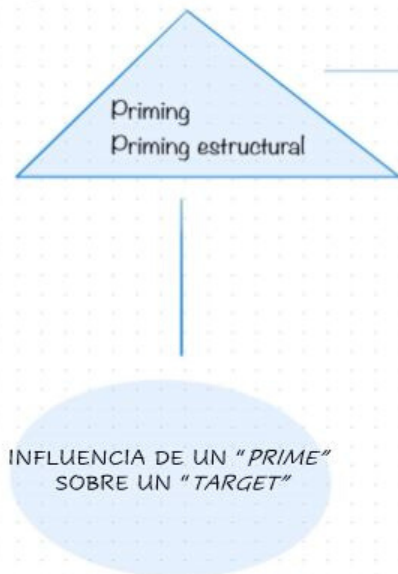 Priming
Priming estructural
INFLUENCIA DE UN "PRIME"
SOBRE UN "TARGET"